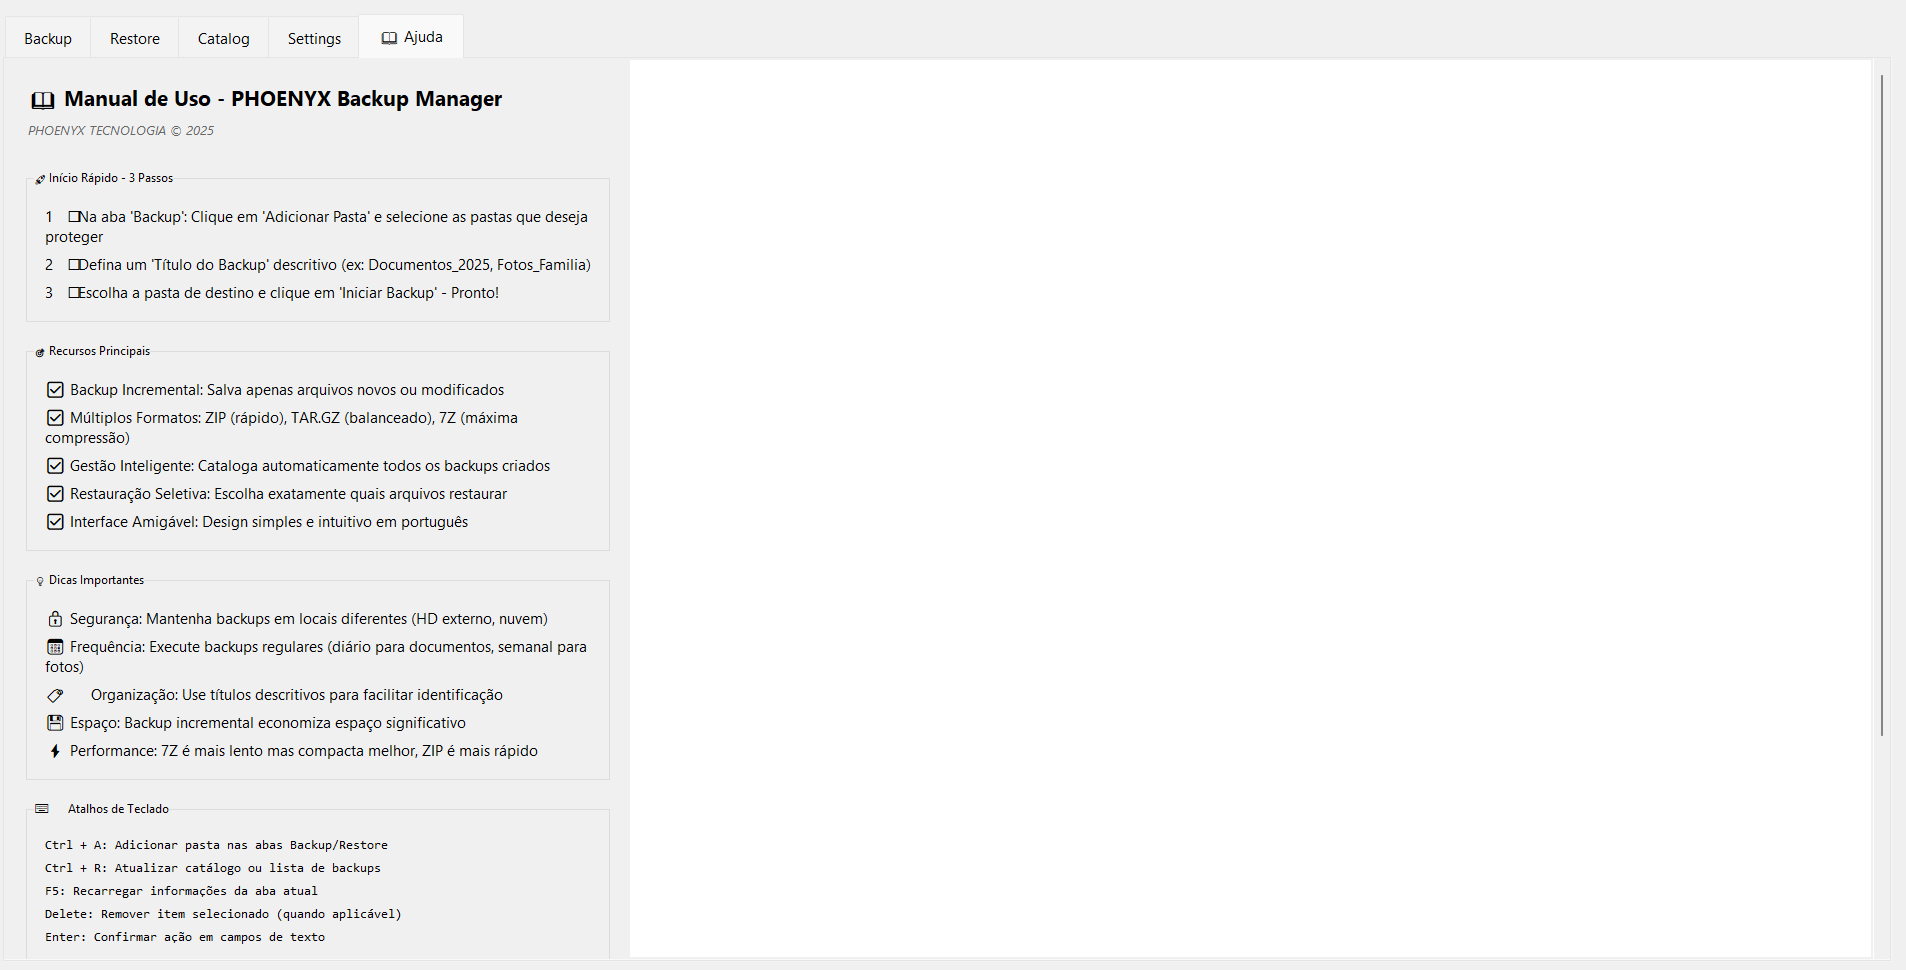 Backup
Restore
Catalog
Settings
Ajuda
Manual de Uso - PHOENYX Backup Manager
PHOENYX TECNOLOGIA © 2025
Início Rápido - 3 Passos
1 Na aba 'Backup': Clique em 'Adicionar Pasta' e selecione as pastas que deseja
proteger
2 Defina um 'Título do Backup' descritivo (ex: Documentos_2025, Fotos_Familia)
3 Escolha a pasta de destino e clique em 'Iniciar Backup' - Pronto!
Recursos Principais
Backup Incremental: Salva apenas arquivos novos ou modificados
Múltiplos Formatos: ZIP (rápido), TAR.GZ (balanceado), 7Z (máxima
compressão)
Gestão Inteligente: Cataloga automaticamente todos os backups criados
Restauração Seletiva: Escolha exatamente quais arquivos restaurar
Interface Amigável: Design simples e intuitivo em português
Dicas Importantes
Segurança: Mantenha backups em locais diferentes (HD externo, nuvem)
Frequência: Execute backups regulares (diário para documentos, semanal para
fotos)
Organização: Use títulos descritivos para facilitar identificação
Espaço: Backup incremental economiza espaço significativo
Performance: 7Z é mais lento mas compacta melhor, ZIP é mais rápido
Atalhos de Teclado
Ctrl + A: Adicionar pasta nas abas Backup/Restore
Ctrl + R: Atualizar catálogo ou lista de backups
F5: Recarregar informações da aba atual
Delete: Remover item selecionado (quando aplicável)
Enter: Confirmar ação em campos de texto